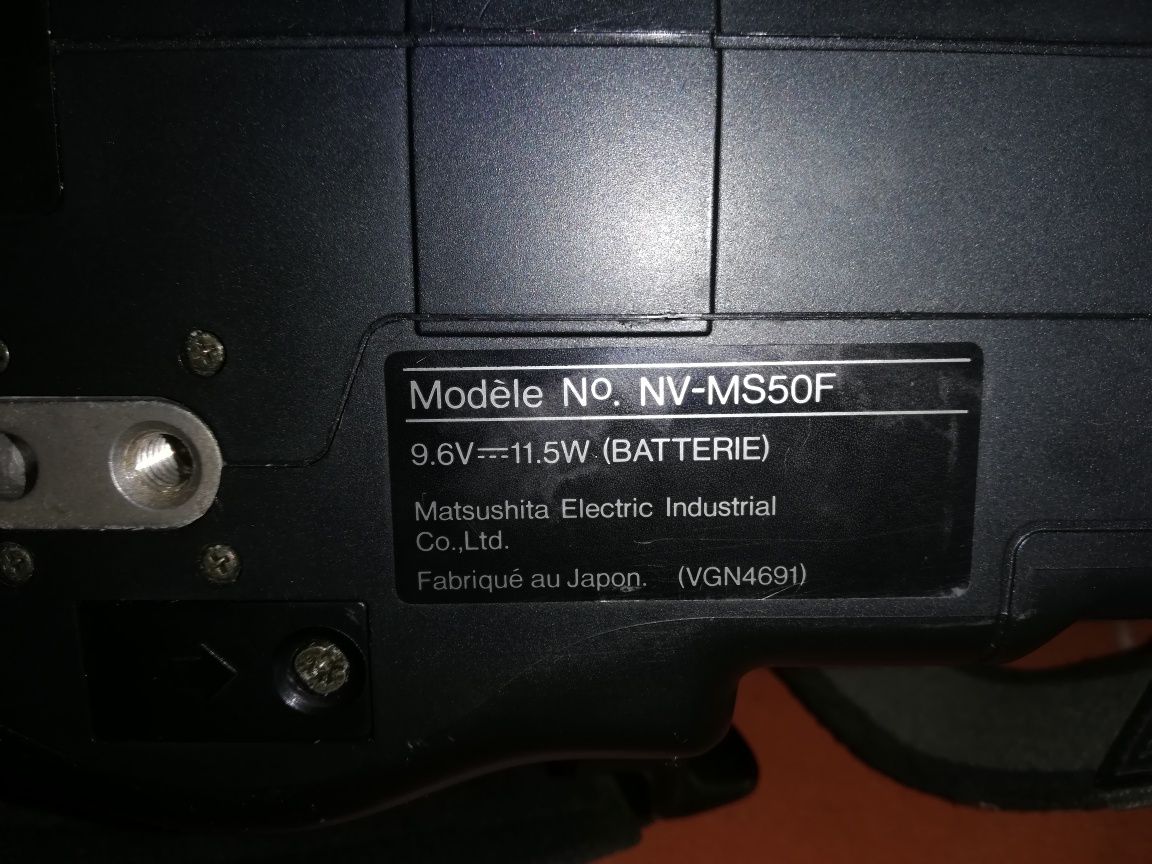 Modèle No. NV-MS50F
9.6V⎓11.5W (BATTERIE)
Matsushita Electric Industrial
Co.,Ltd.
Fabriqué au Japon. (VGN4691)